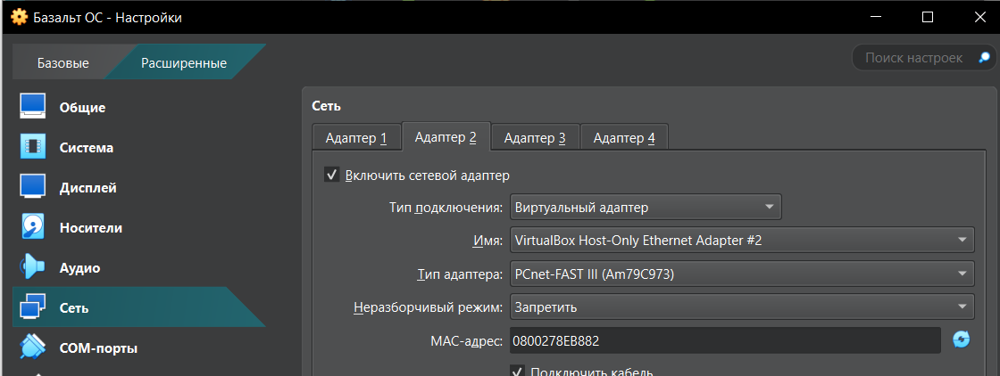 Базальт ОС - Настройки
Базовые
Расширенные
Поиск настроек
Общие
Система
Дисплей
Носители
Аудио
Сеть
COM-порты
Сеть
Адаптер 1
Адаптер 2
Адаптер 3
Адаптер 4
Включить сетевой адаптер
Тип подключения: Виртуальный адаптер
Имя: VirtualBox Host-Only Ethernet Adapter #2
Тип адаптера: PCnet-FAST III (Am79C973)
Неразборчивый режим: Запретить
MAC-адрес: 0800278EB882
Подключить кабель